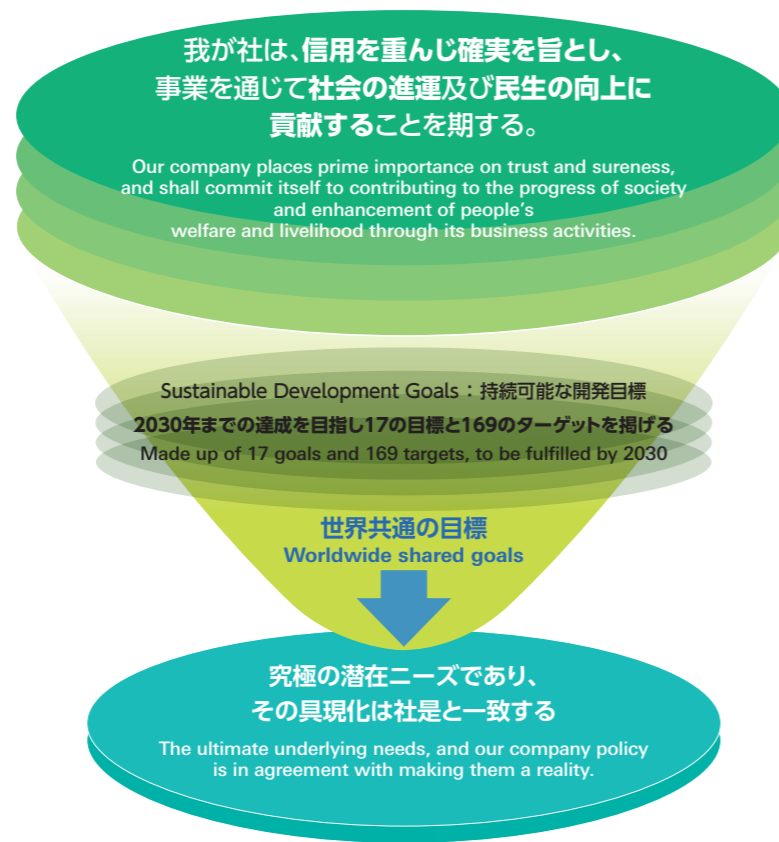 我が社は、信用を重んじ確実を旨とし、
事業を通じて社会の進運及び民生の向上に
貢献することを期する。
Our company places prime importance on trust and sureness,
and shall commit itself to contributing to the progress of society
and enhancement of people's
welfare and livelihood through its business activities.
Sustainable Development Goals：持続可能な開発目標
2030年までの達成を目指し17の目標と169のターゲットを掲げる
Made up of 17 goals and 169 targets, to be fulfilled by 2030
世界共通の目標
Worldwide shared goals
究極の潜在ニーズであり、
その具現化は社是と一致する
The ultimate underlying needs, and our company policy
is in agreement with making them a reality.